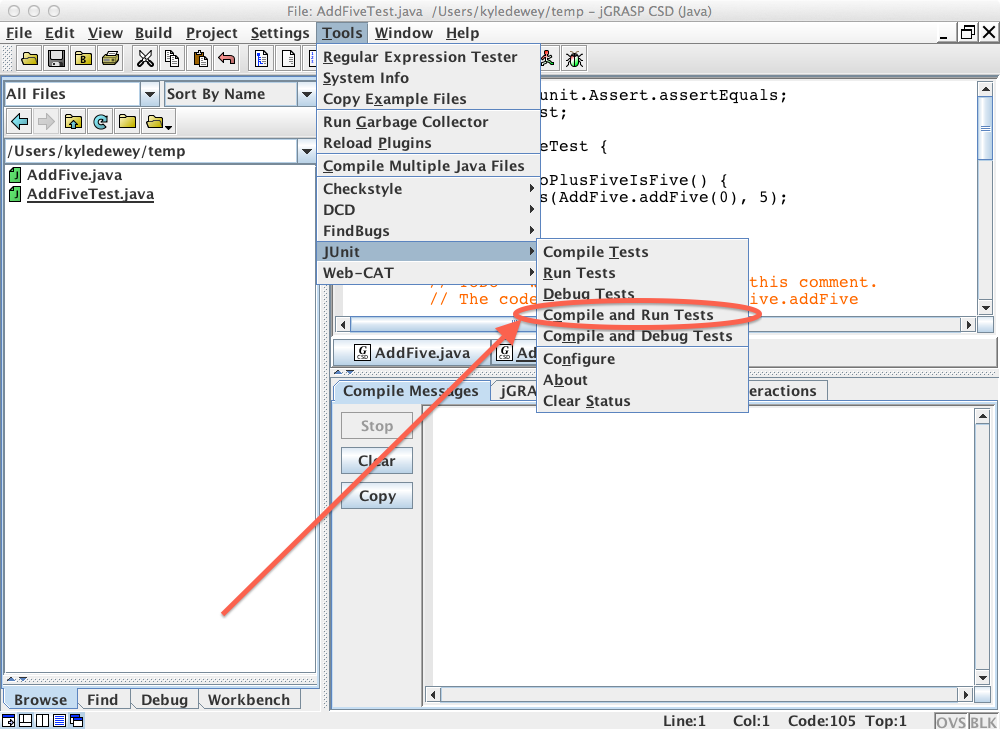 File: AddFiveTest.java /Users/kyledewey/temp - jGRASP CSD (Java)
File Edit View Build Project Settings Tools Window Help
All Files Sort By Name
/Users/kyledewey/temp
AddFive.java
AddFiveTest.java
Regular Expression Tester
System Info
Copy Example Files
Run Garbage Collector
Reload Plugins
Compile Multiple Java Files
Checkstyle
DCD
FindBugs
JUnit
Web-CAT
Compile Tests
Run Tests
Debug Tests
Compile and Run Tests
Compile and Debug Tests
Configure
About
Clear Status
unit.Assert.assertEquals;
st;
eTest {
oPlusFiveIsFive() {
s(AddFive.addFive(0), 5);
this comment.
// The code ive.addFive
AddFive.java Ad
Compile Messages jGRA eractions
Stop
Clear
Copy
Browse Find Debug Workbench
Line:1 Col:1 Code:105 Top:1 OVS BLK